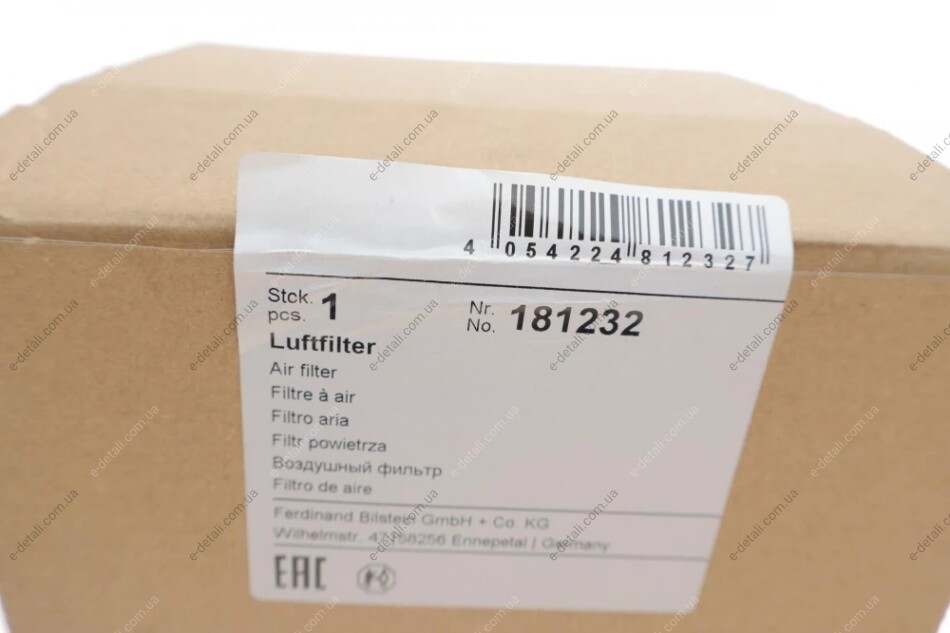 4 054224 812327
Stck. 1 Nr. 181232
pcs. No.
Luftfilter
Air filter
Filtre à air
Filtro aria
Filtr powietrza
Воздушный фильтр
Filtro de aire
Ferdinand Bilstein GmbH + Co. KG
Wilhelmstr. 47 58256 Ennepetal | Germany
EAC
e-detali.com.ua